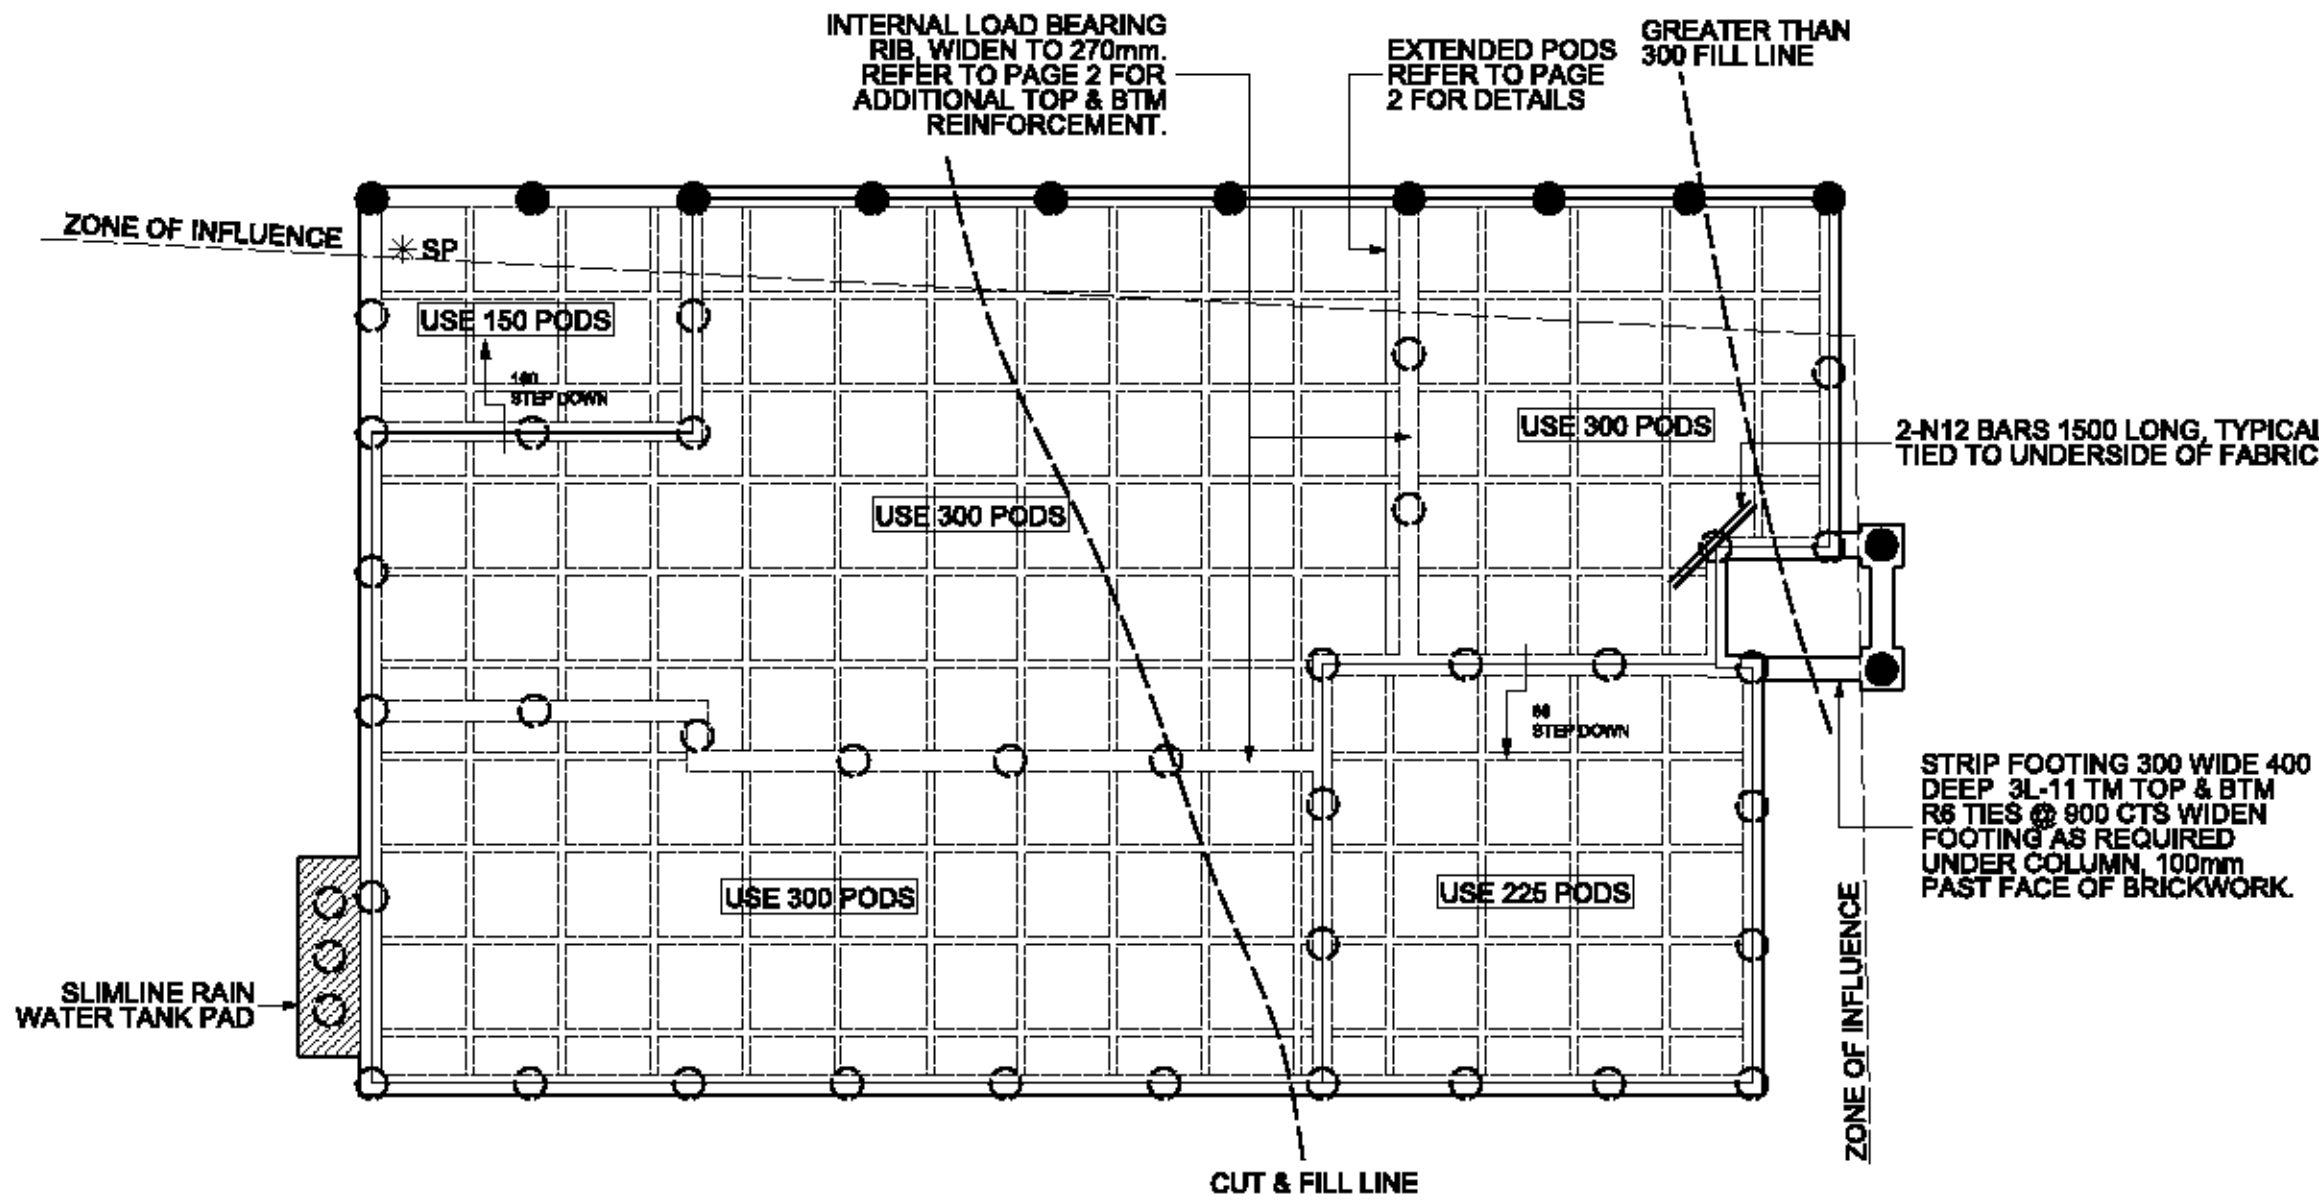 INTERNAL LOAD BEARING
RIB, WIDEN TO 270mm.
REFER TO PAGE 2 FOR
ADDITIONAL TOP & BTM
REINFORCEMENT.
EXTENDED PODS
REFER TO PAGE
2 FOR DETAILS
GREATER THAN
300 FILL LINE
ZONE OF INFLUENCE
SP
USE 150 PODS
STEP DOWN
USE 300 PODS
2-N12 BARS 1500 LONG, TYPICAL
TIED TO UNDERSIDE OF FABRIC
USE 300 PODS
STEP DOWN
STRIP FOOTING 300 WIDE 400
DEEP 3L-11 TM TOP & BTM
R6 TIES @ 900 CTS WIDEN
FOOTING AS REQUIRED
UNDER COLUMN, 100mm
PAST FACE OF BRICKWORK.
USE 300 PODS
USE 225 PODS
SLIMLINE RAIN
WATER TANK PAD
ZONE OF INFLUENCE
CUT & FILL LINE